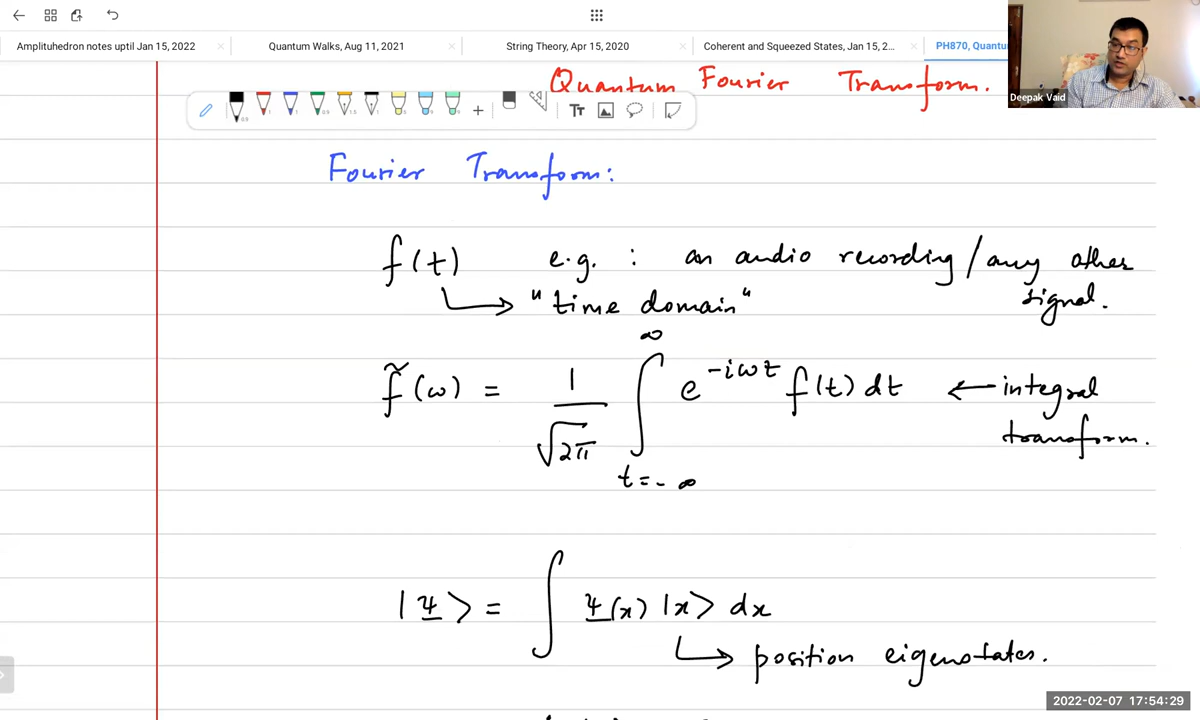 Amplituhedron notes uptil Jan 15, 2022
Quantum Walks, Aug 11, 2021
String Theory, Apr 15, 2020
Coherent and Squeezed States, Jan 15, 2...
PH870, Quantu
Deepak Vaid
Quantum Fourier Transform.
Tт
Fourier Transform:
f(t) e.g. : an audio recording / any other signal.
↳ "time domain"
f̃(ω) = 1/√2π ∫_{t=-∞}^{∞} e^{-iωt} f(t) dt ← integral transform.
|Ψ> = ∫ Ψ(x) |x> dx
↳ position eigenstates.
2022-02-07 17:54:29